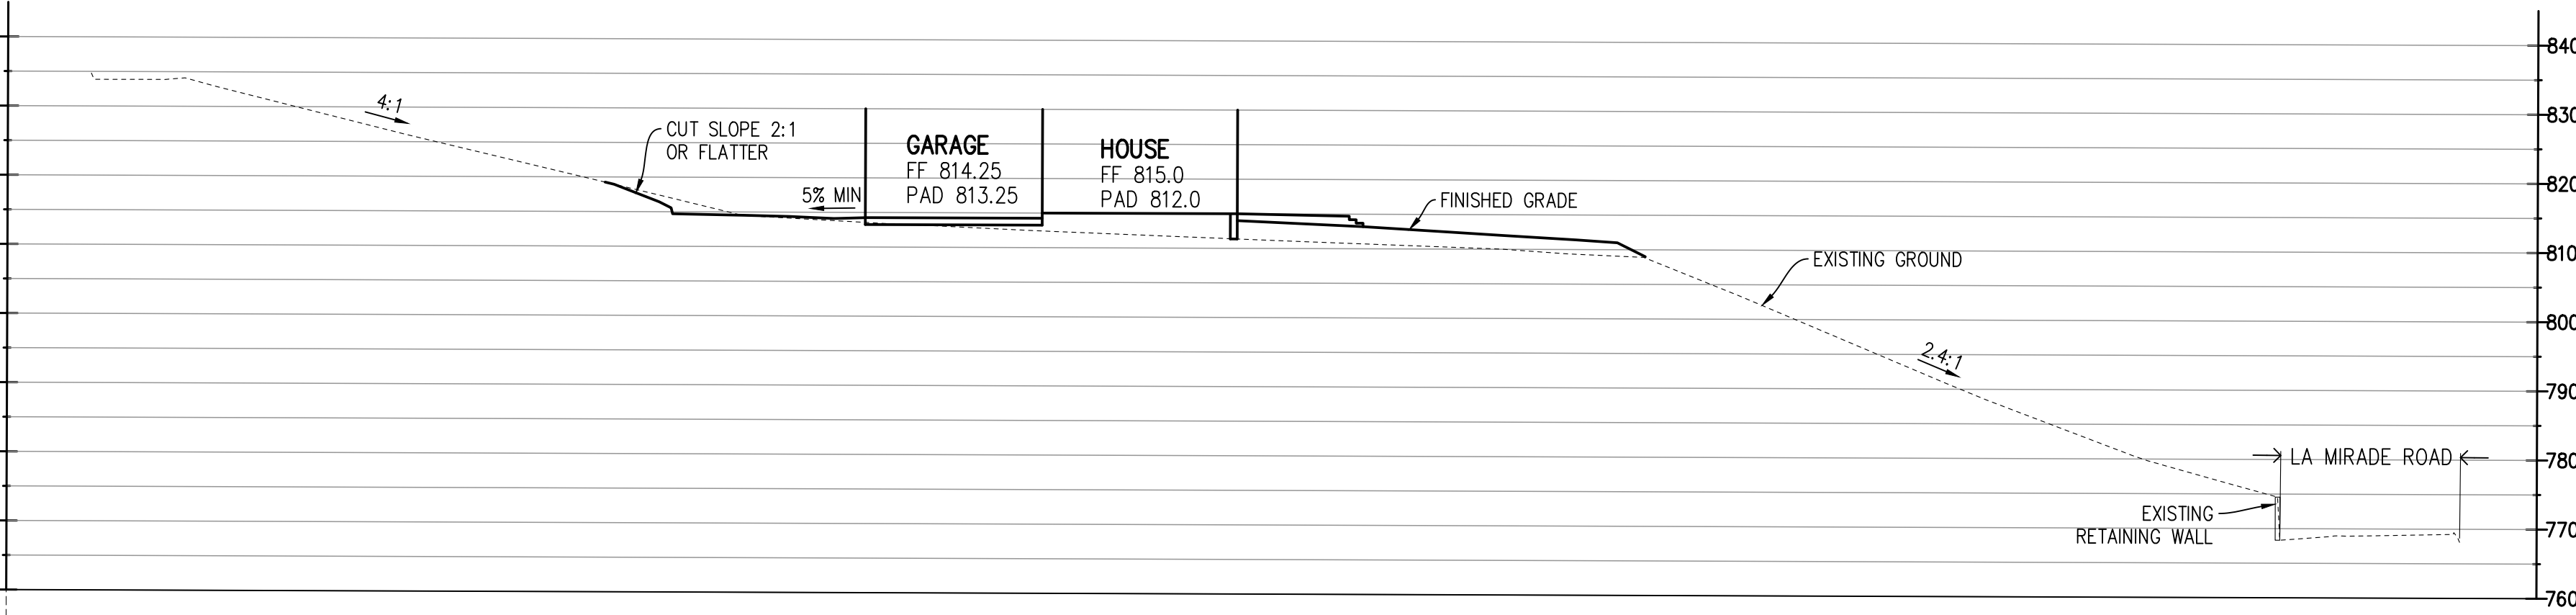 840
4:1
830
CUT SLOPE 2:1
OR FLATTER
GARAGE
FF 814.25
PAD 813.25
HOUSE
FF 815.0
PAD 812.0
820
5% MIN
FINISHED GRADE
810
EXISTING GROUND
800
2.4:1
790
780
LA MIRADE ROAD
EXISTING
RETAINING WALL
770
760